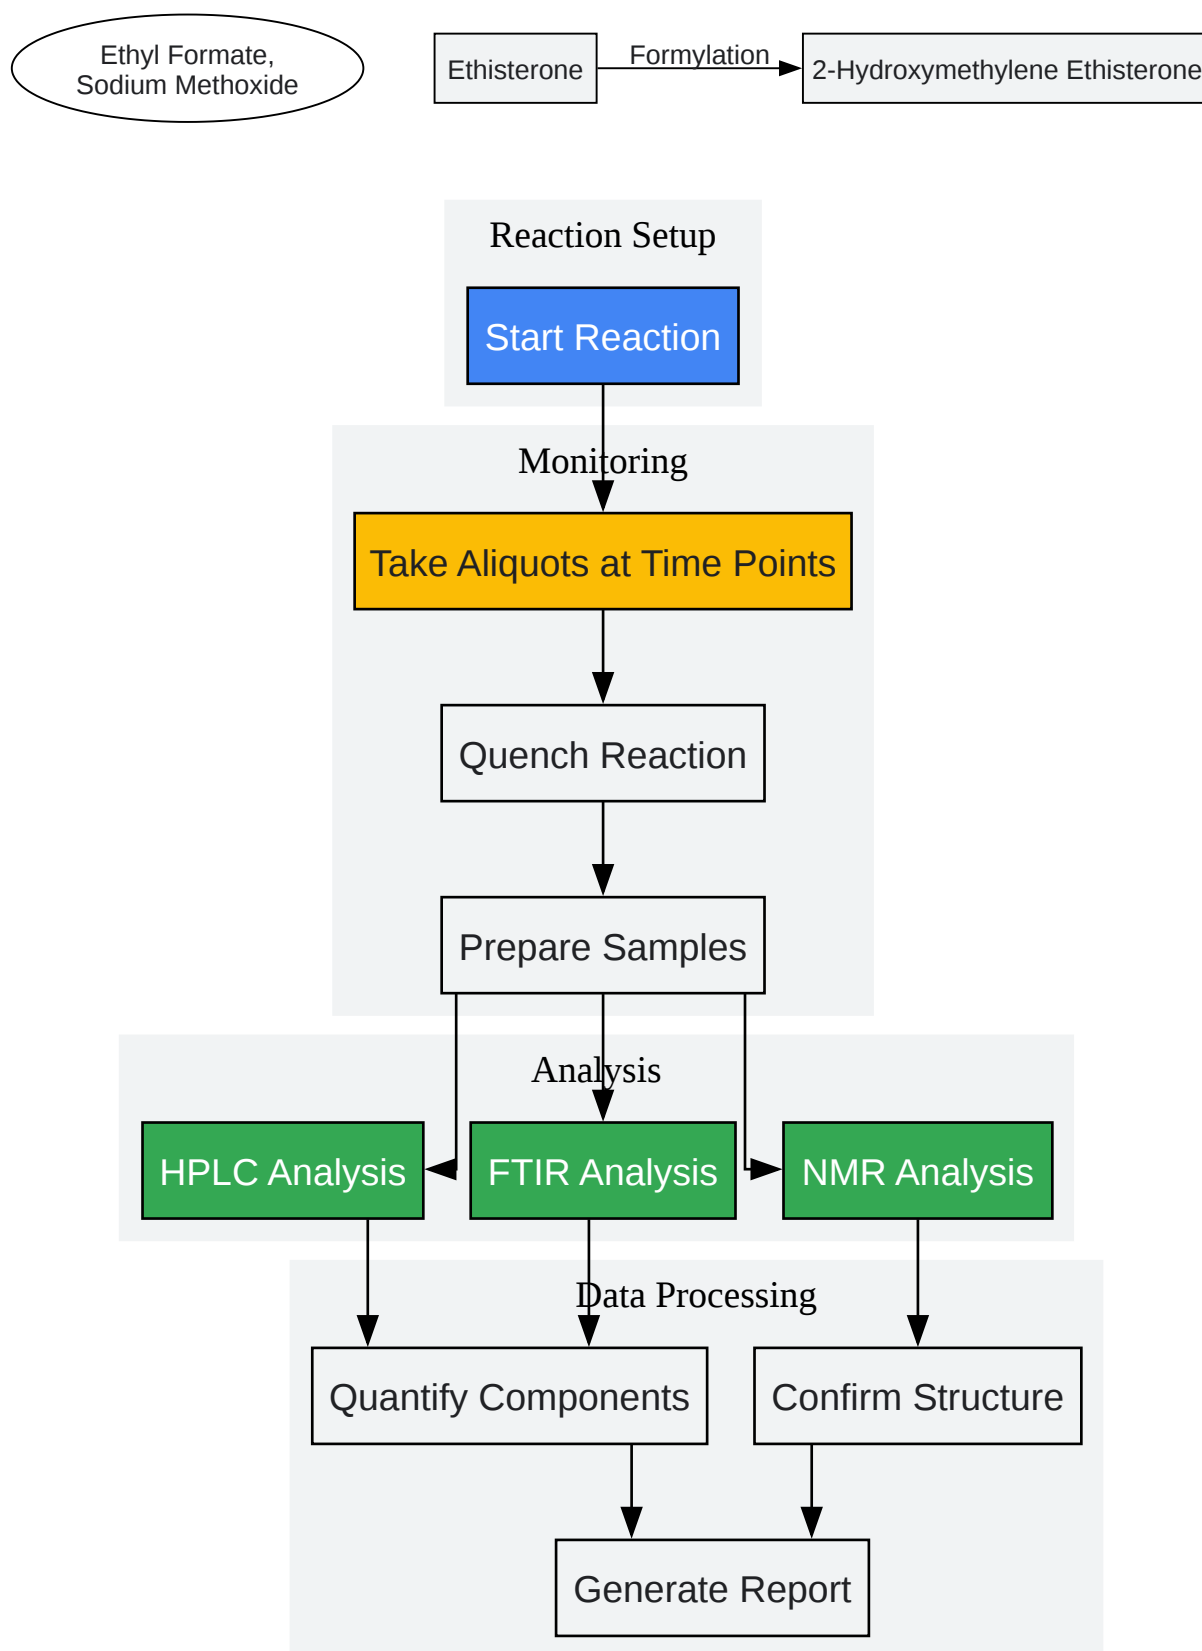 Ethyl Formate,
Sodium Methoxide
Ethisterone
Formylation
2-Hydroxymethylene Ethisterone
Reaction Setup
Start Reaction
Monitoring
Take Aliquots at Time Points
Quench Reaction
Prepare Samples
Analysis
HPLC Analysis
FTIR Analysis
NMR Analysis
Data Processing
Quantify Components
Confirm Structure
Generate Report